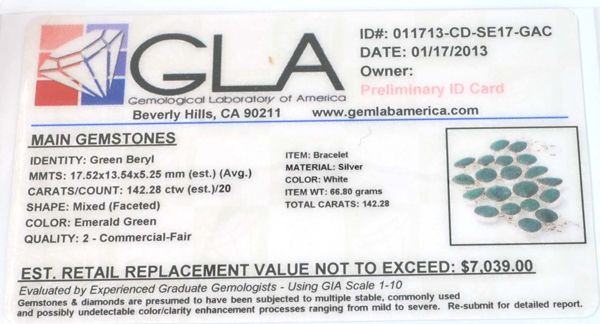 GLA
Gemological Laboratory of America
Beverly Hills, CA 90211 www.gemlabamerica.com
ID#: 011713-CD-SE17-GAC
DATE: 01/17/2013
Owner:
Preliminary ID Card
MAIN GEMSTONES
IDENTITY: Green Beryl
MMTS: 17.52x13.54x5.25 mm (est.) (Avg.)
CARATS/COUNT: 142.28 ctw (est.)/20
SHAPE: Mixed (Faceted)
COLOR: Emerald Green
QUALITY: 2 - Commercial-Fair
ITEM: Bracelet
MATERIAL: Silver
COLOR: White
ITEM WT: 66.80 grams
TOTAL CARATS: 142.28
EST. RETAIL REPLACEMENT VALUE NOT TO EXCEED: $7,039.00
Evaluated by Experienced Graduate Gemologists - Using GIA Scale 1-10
Gemstones & diamonds are presumed to have been subjected to multiple stable, commonly used
and possibly undetectable color/clarity enhancement processes ranging from mild to severe. Re-submit for detailed report.